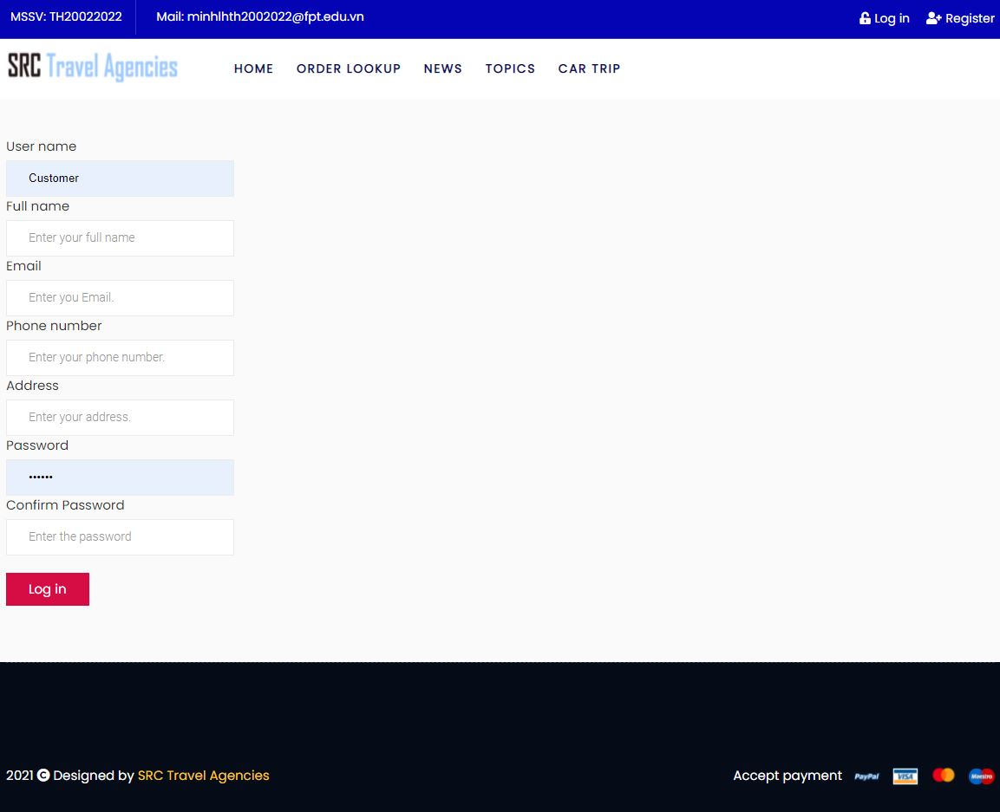 MSSV: TH20022022 Mail: minhlhth2002022@fpt.edu.vn Log in Register
SRC Travel Agencies HOME ORDER LOOKUP NEWS TOPICS CAR TRIP
User name
Customer
Full name
Enter your full name
Email
Enter you Email.
Phone number
Enter your phone number.
Address
Enter your address.
Password
••••••
Confirm Password
Enter the password
Log in
2021 C Designed by SRC Travel Agencies Accept payment PayPal VISA Maestro